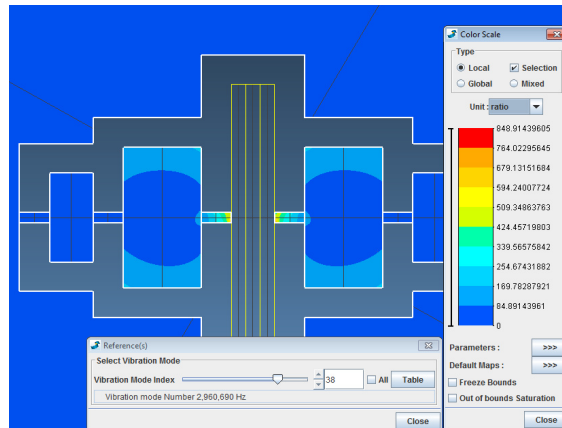 Color Scale
Type
Local
Selection
Global
Mixed
Unit : ratio
848.91439605
764.02295645
679.13151684
594.24007724
509.34863763
424.45719803
339.56575842
254.67431882
169.78287921
84.89143961
0
Parameters :
>>>
Default Maps :
>>>
Freeze Bounds
Out of bounds Saturation
Close
Reference(s)
Select Vibration Mode
Vibration Mode Index
38
All
Table
Vibration mode Number 2,960,690 Hz
Close